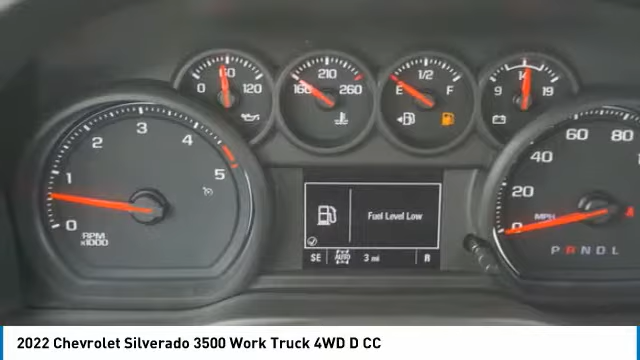 0 60 120
160 210 260
E 1/2 F
9 14 19
0 1 2 3 4 5
RPM
x1000
Fuel Level Low
SE AUTO 3 mi R
0 20 40 60 80
MPH
P R N D L
2022 Chevrolet Silverado 3500 Work Truck 4WD D CC